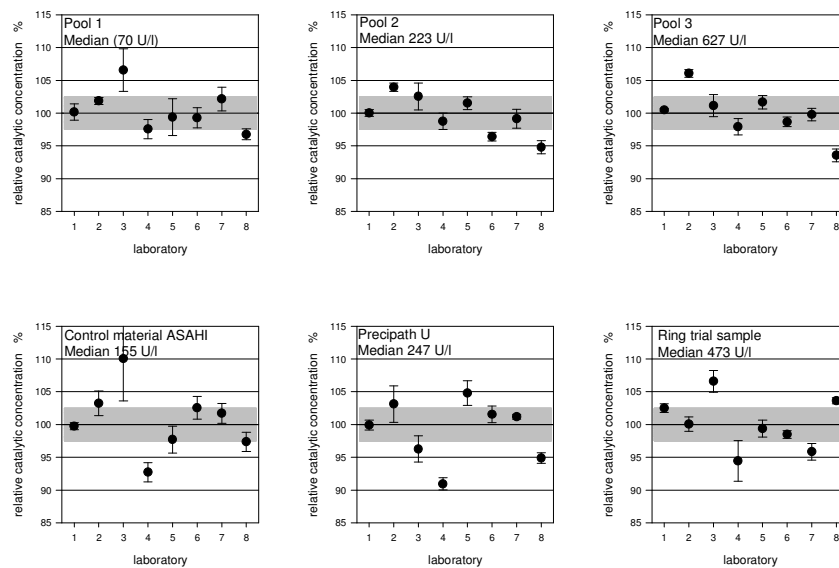 %
Pool 1
Median (70 U/l)
relative catalytic concentration
115
110
105
100
95
90
85
1 2 3 4 5 6 7 8
laboratory
%
Pool 2
Median 223 U/l
relative catalytic concentration
115
110
105
100
95
90
85
1 2 3 4 5 6 7 8
laboratory
%
Pool 3
Median 627 U/l
relative catalytic concentration
115
110
105
100
95
90
85
1 2 3 4 5 6 7 8
laboratory
%
Control material ASAHI
Median 155 U/l
relative catalytic concentration
115
110
105
100
95
90
85
1 2 3 4 5 6 7 8
laboratory
%
Precipath U
Median 247 U/l
relative catalytic concentration
115
110
105
100
95
90
85
1 2 3 4 5 6 7 8
laboratory
%
Ring trial sample
Median 473 U/l
relative catalytic concentration
115
110
105
100
95
90
85
1 2 3 4 5 6 7 8
laboratory